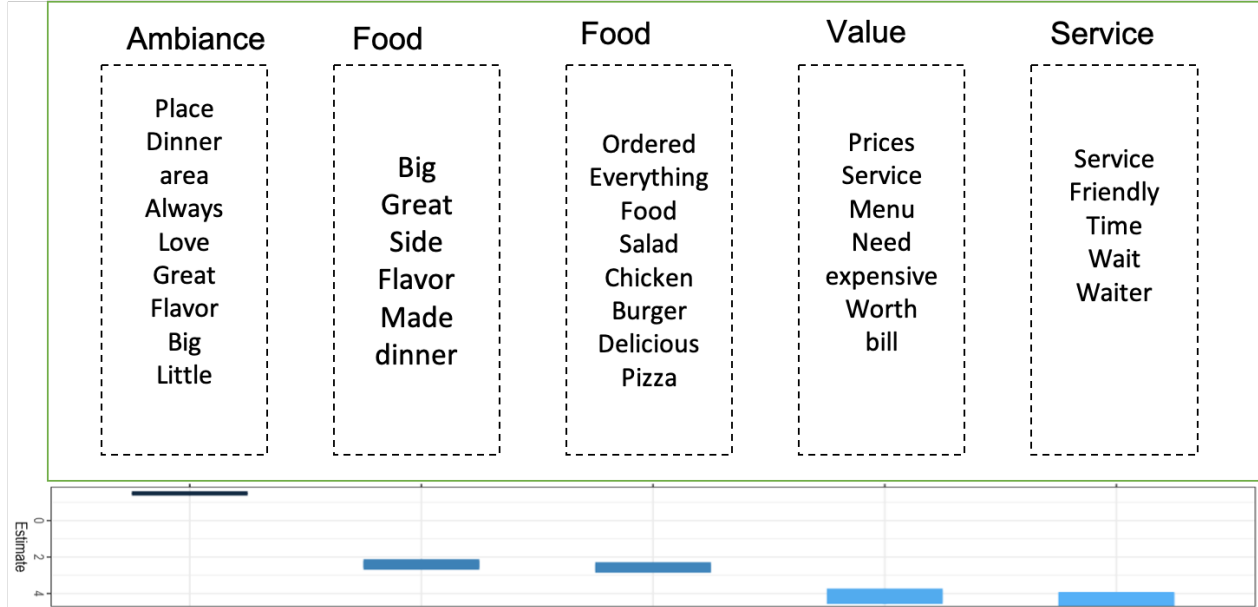 Ambiance
Place
Dinner
area
Always
Love
Great
Flavor
Big
Little
Food
Big
Great
Side
Flavor
Made
dinner
Food
Ordered
Everything
Food
Salad
Chicken
Burger
Delicious
Pizza
Value
Prices
Service
Menu
Need
expensive
Worth
bill
Service
Service
Friendly
Time
Wait
Waiter
Estimate
0
2
4